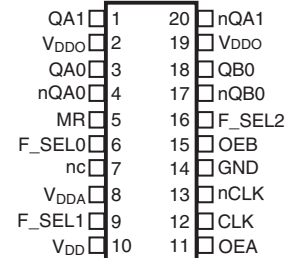 QA1 1 20 nQA1
VDDO 2 19 VDDO
QA0 3 18 QB0
nQA0 4 17 nQB0
MR 5 16 F_SEL2
F_SEL0 6 15 OEB
nc 7 14 GND
VDDA 8 13 nCLK
F_SEL1 9 12 CLK
VDD 10 11 OEA